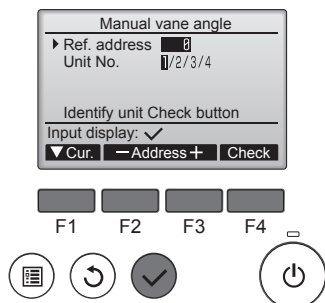 Manual vane angle
Ref. address 0
Unit No. 1/2/3/4
Identify unit Check button
Input display: ✓
▼Cur. −Address+ Check
F1 F2 F3 F4